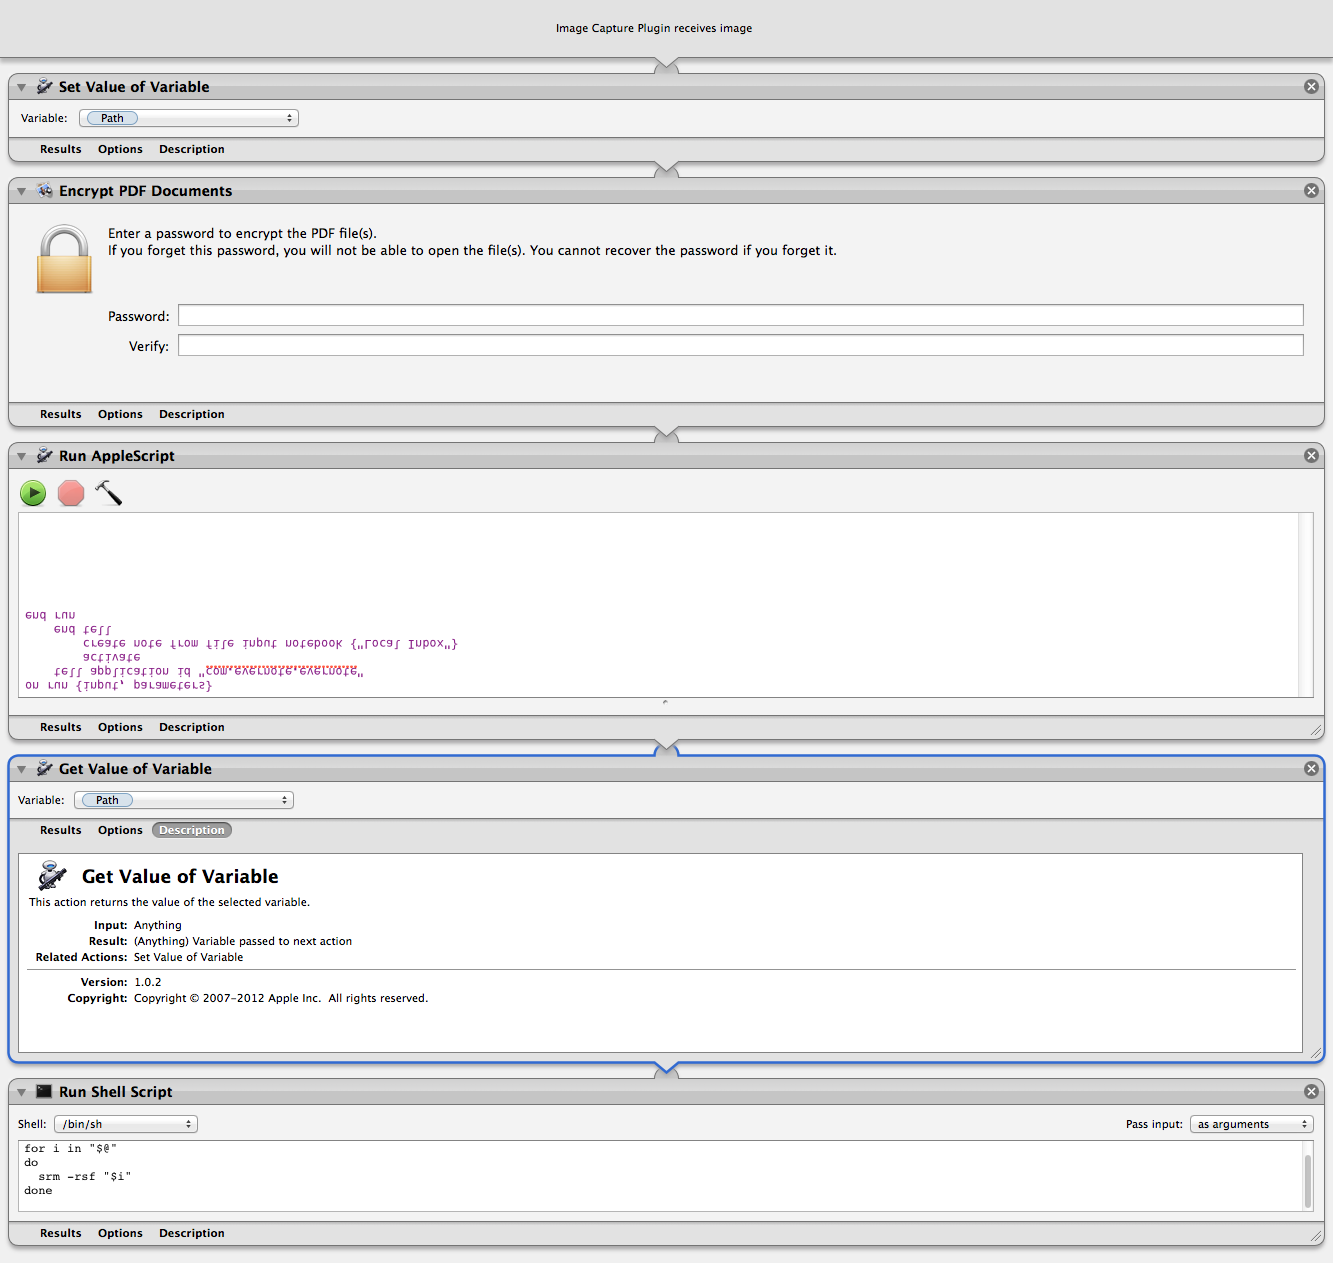 Image Capture Plugin receives image
Set Value of Variable
Variable: Path
Results Options Description
Encrypt PDF Documents
Enter a password to encrypt the PDF file(s).
If you forget this password, you will not be able to open the file(s). You cannot recover the password if you forget it.
Password:
Verify:
Results Options Description
Run AppleScript
on run {input, parameters}
tell application id "com.evernote.evernote"
activate
create note from file input notebook {"Local Inbox"}
end tell
end run
Results Options Description
Get Value of Variable
Variable: Path
Results Options Description
Get Value of Variable
This action returns the value of the selected variable.
Input: Anything
Result: (Anything) Variable passed to next action
Related Actions: Set Value of Variable
Version: 1.0.2
Copyright: Copyright © 2007-2012 Apple Inc. All rights reserved.
Run Shell Script
Shell: /bin/sh Pass input: as arguments
for i in "$@"
do
srm -rsf "$i"
done
Results Options Description